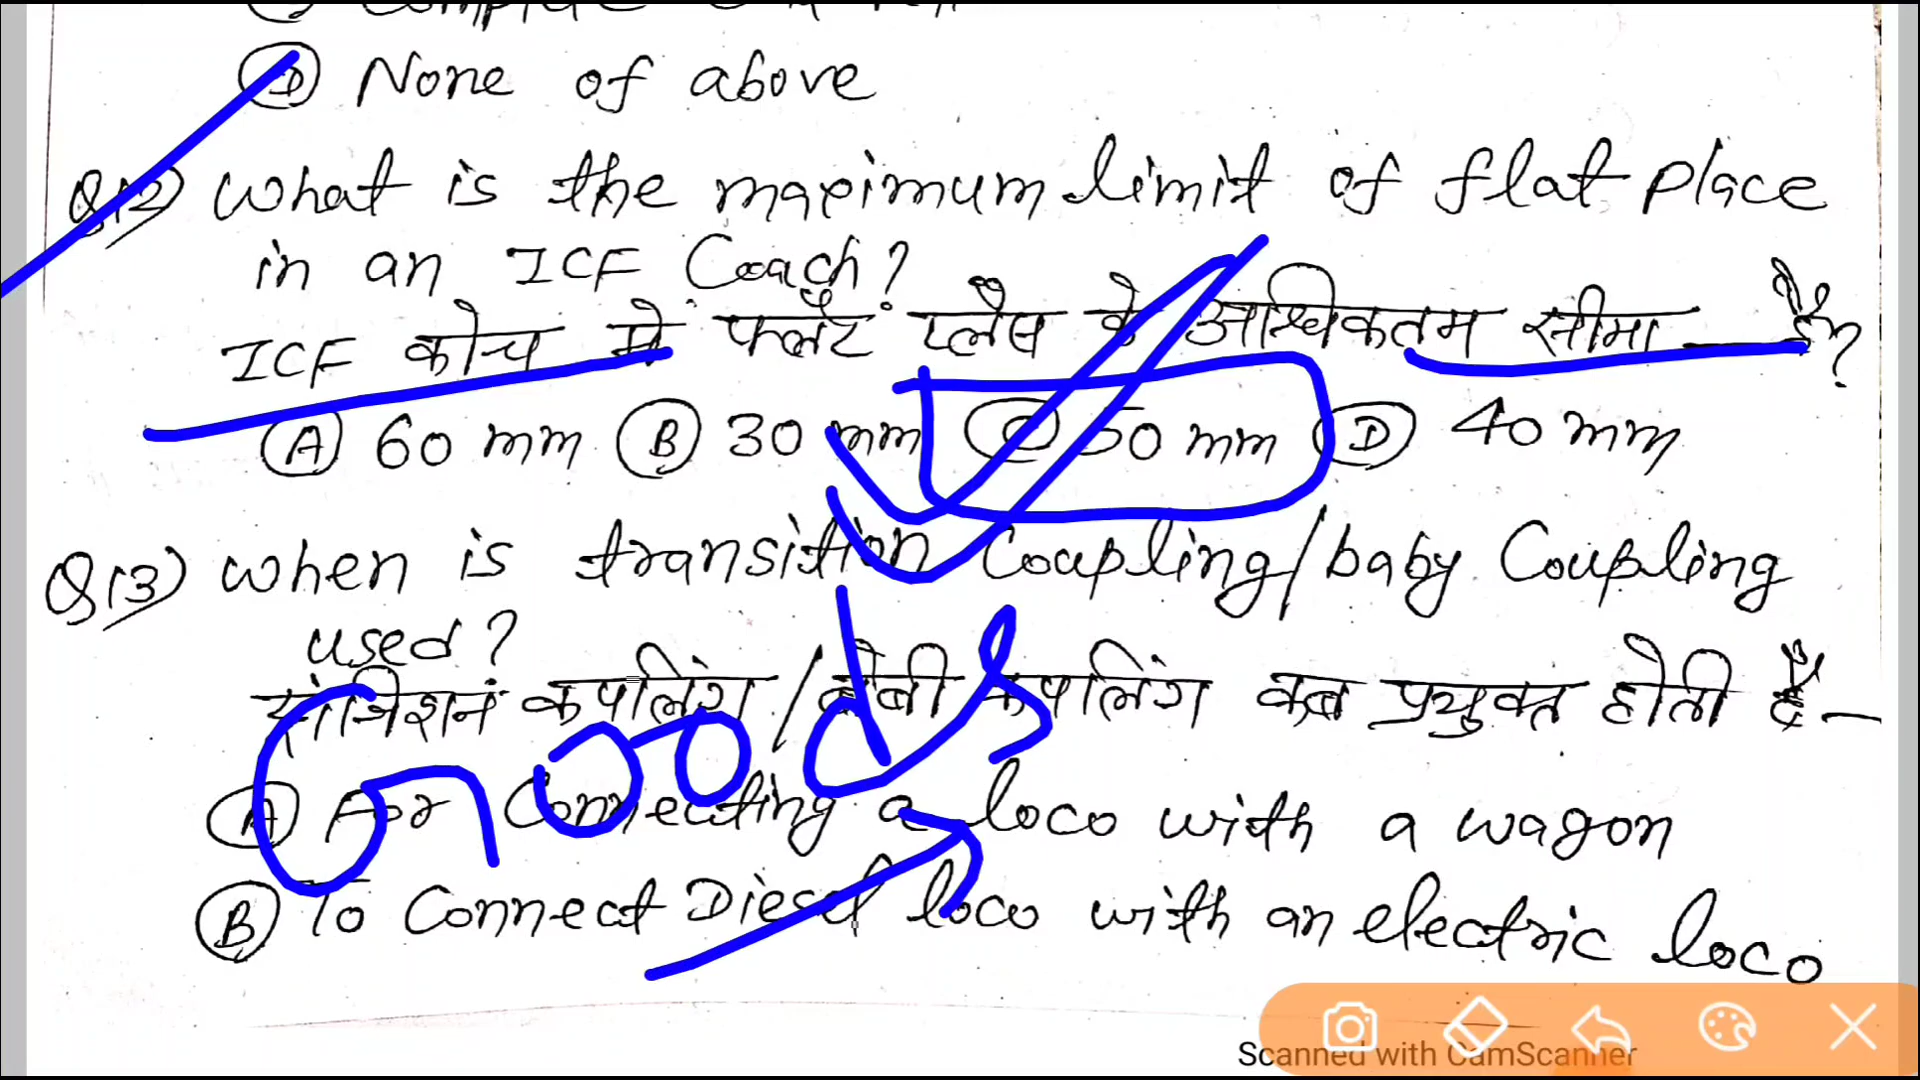 D None of above
Q12) What is the maximum limit of flat place
in an ICF Coach?
ICF कोच में फ्लैट प्लेस के अधिकतम सीमा — है?
A 60 mm B 30 mm C 50 mm D 40 mm
Q13) When is transition Coupling/baby Coupling
used?
कपलिंग / बेबी कपलिंग कब प्रयुक्त होती है —
goods
A For Connecting a loco with a wagon
B To Connect Diesel loco with an electric loco
Scanned with CamScanner